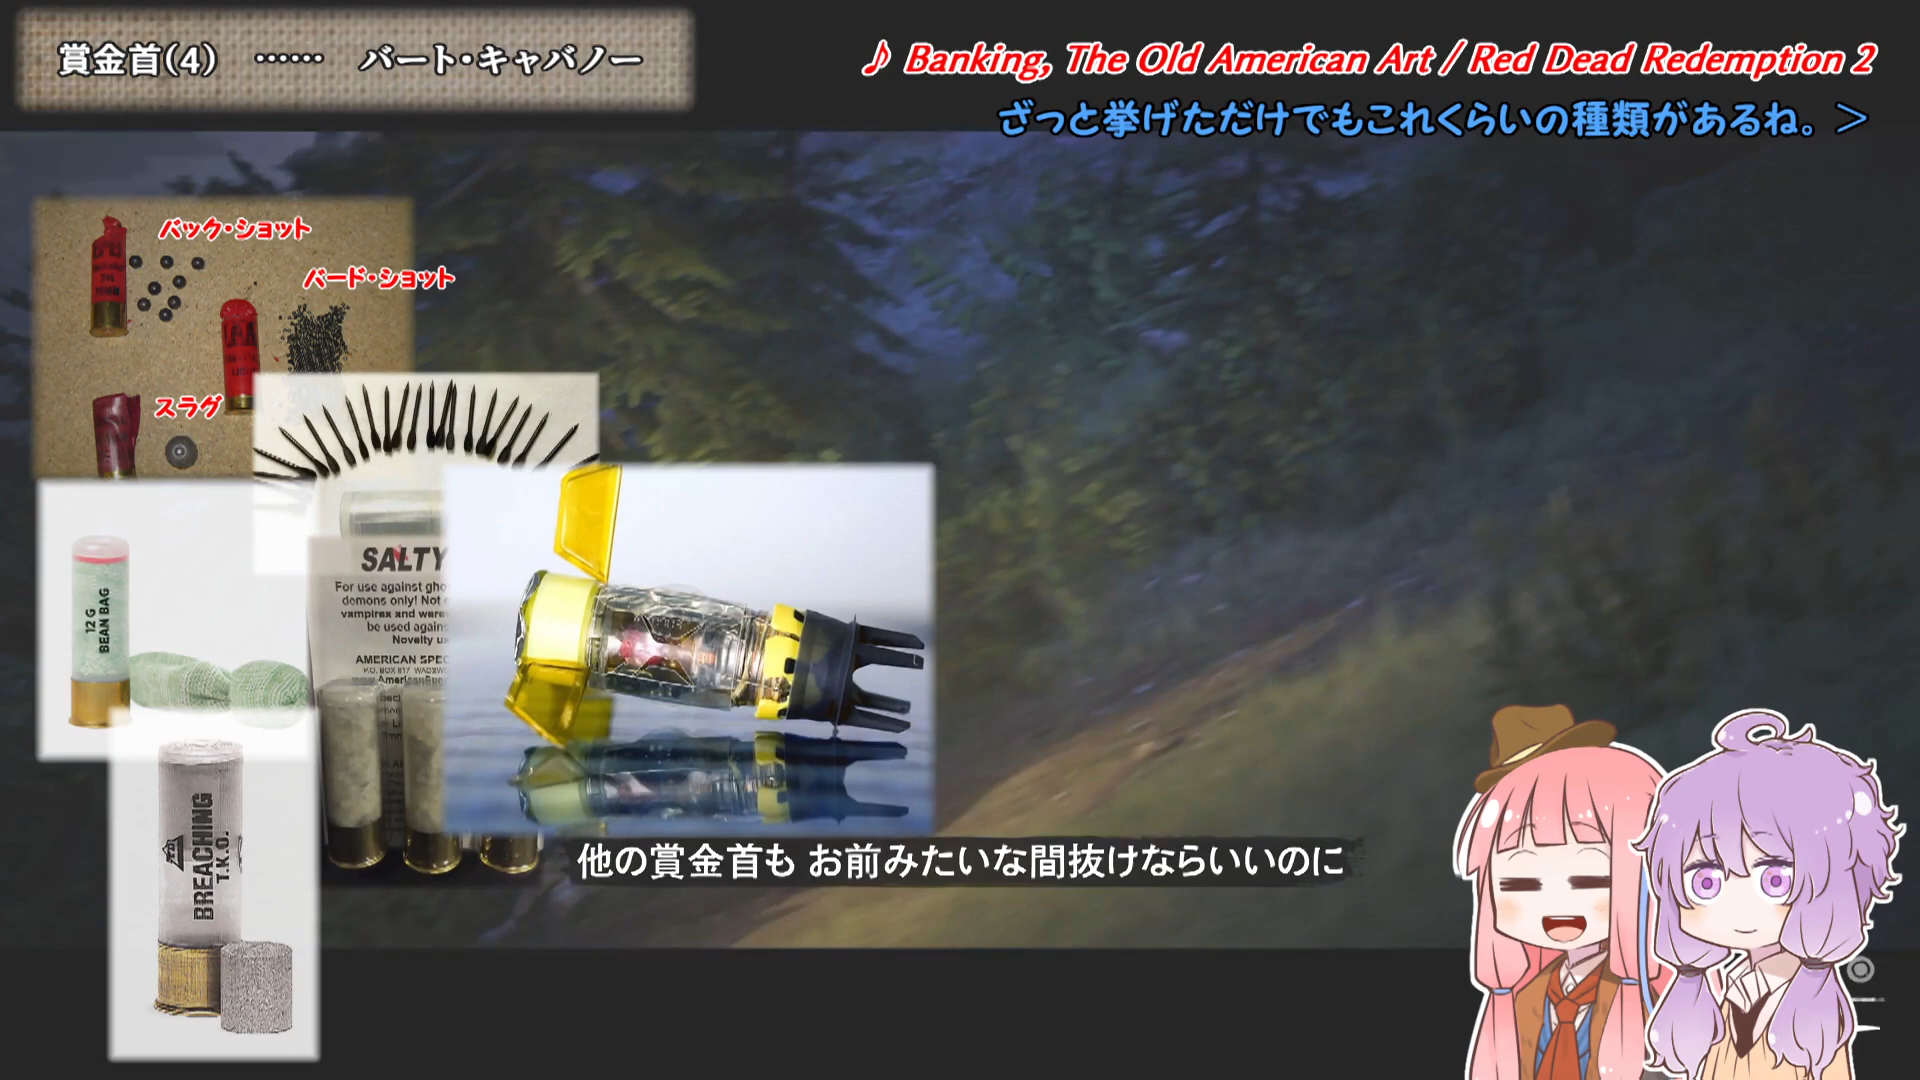 賞金首(4) …… バート・キャバノー
♪ Banking, The Old American Art / Red Dead Redemption 2
ざっと挙げただけでもこれくらいの種類があるね。＞
バック・ショット
バード・ショット
スラグ
SALTY
For use against gho
demons only! Not
vampires and were
be used agains
Novelty u
AMERICAN SPEC
12 G
BEAN BAG
BREACHING
T.K.O.
他の賞金首も お前みたいな間抜けならいいのに